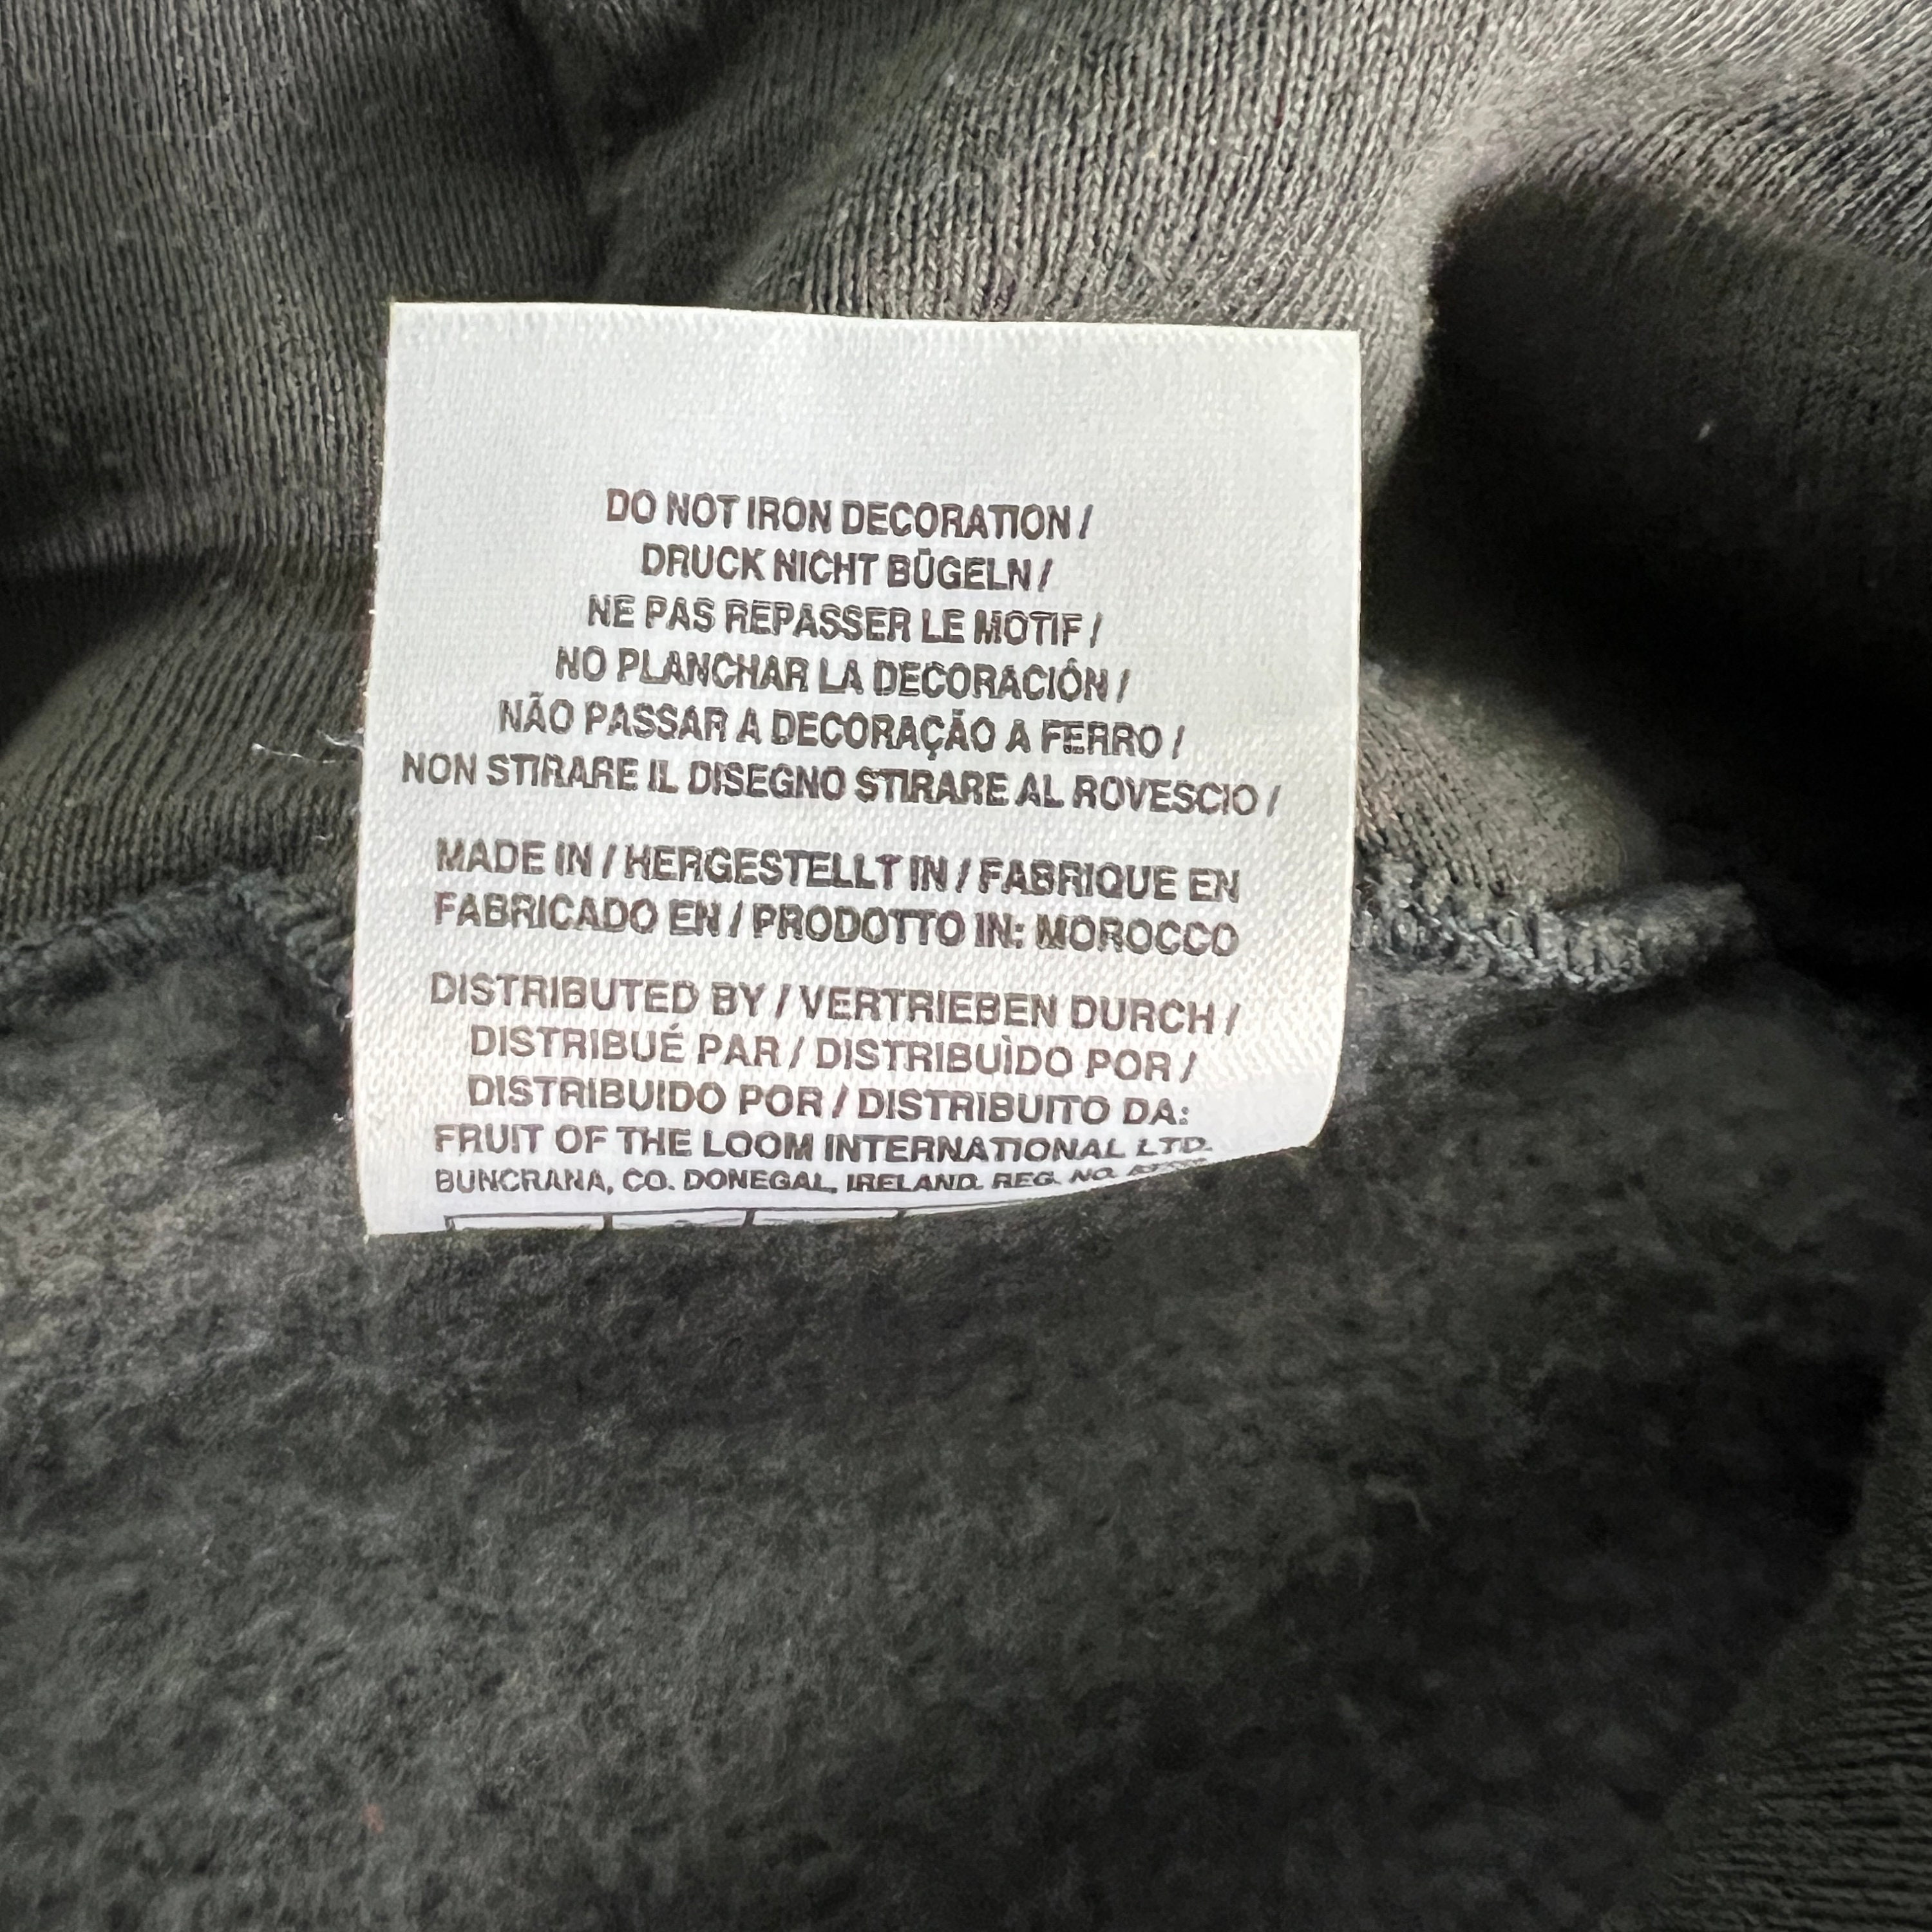 DO NOT IRON DECORATION /
DRUCK NICHT BÜGELN /
NE PAS REPASSER LE MOTIF /
NO PLANCHAR LA DECORACIÓN /
NÃO PASSAR A DECORAÇÃO A FERRO /
NON STIRARE IL DISEGNO STIRARE AL ROVESCIO /
MADE IN / HERGESTELLT IN / FABRIQUE EN
FABRICADO EN / PRODOTTO IN: MOROCCO
DISTRIBUTED BY / VERTRIEBEN DURCH /
DISTRIBUÉ PAR / DISTRIBUÌDO POR /
DISTRIBUIDO POR / DISTRIBUITO DA:
FRUIT OF THE LOOM INTERNATIONAL LTD.
BUNCRANA, CO. DONEGAL, IRELAND. REG. NO.